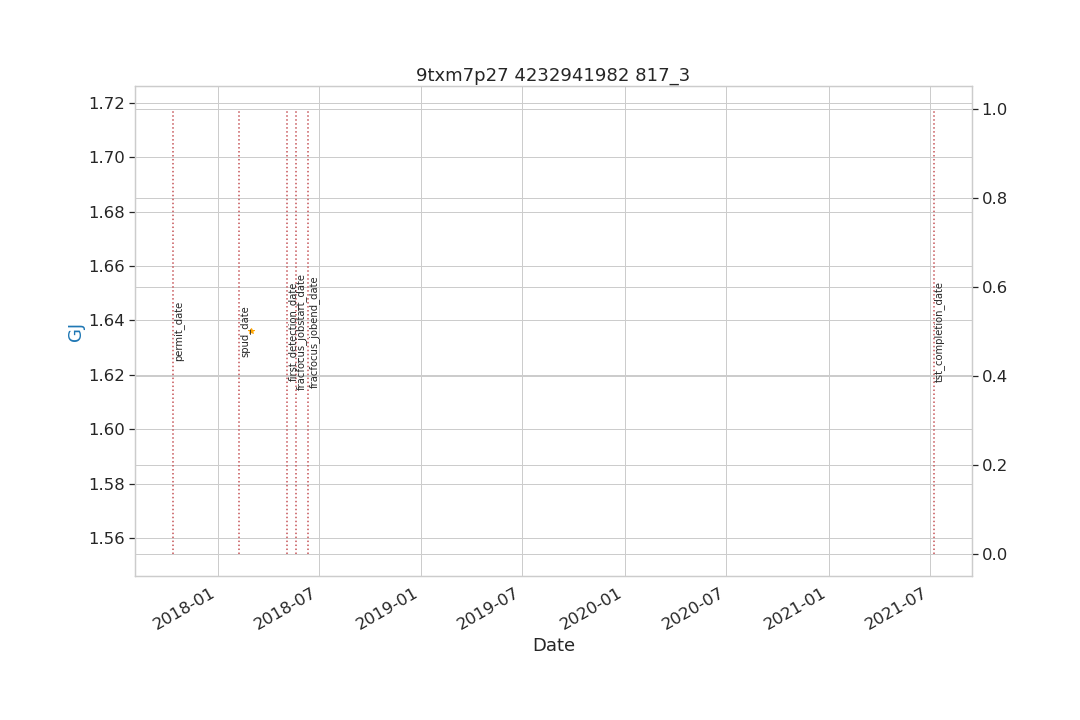 9txm7p27 4232941982 817_3
1.72
1.70
1.68
1.66
1.64
1.62
1.60
1.58
1.56
GJ
1.0
0.8
0.6
0.4
0.2
0.0
permit_date
spud_date
first_detection_date
fracfocus_jobstart_date
fracfocus_jobend_date
tst_completion_date
2018-01
2018-07
2019-01
2019-07
2020-01
2020-07
2021-01
2021-07
Date